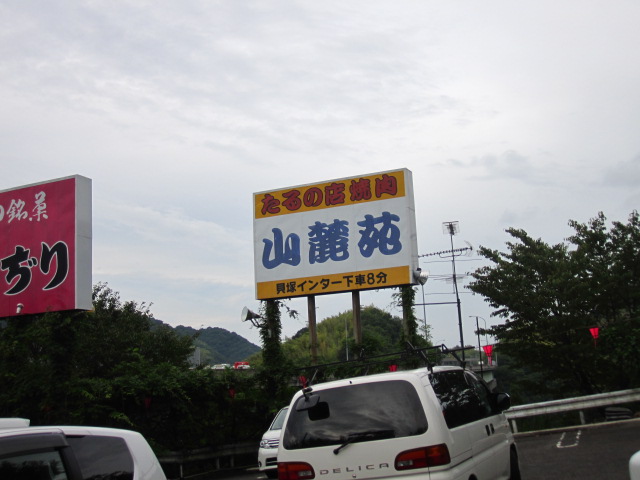 銘菓
ぢり
たるの店焼肉
山麓苑
貝塚インター下車8分
DELICA